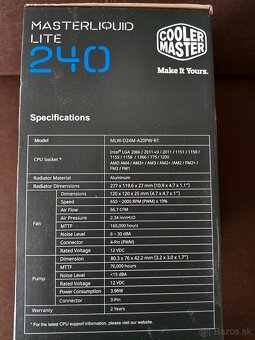 MASTERLIQUID
LITE
240
COOLER
MASTER
Make It Yours.
Specifications
Model MLW-D24M-A20PW-R1
CPU Socket * Intel® LGA 2066 / 2011-v3 / 2011 / 1151 / 1150 /
1155 / 1156 / 1366 / 775 / 1200
AMD AM4 / AM3+ / AM3 / AM2+ / AM2 / FM2+ /
FM2 / FM1
Radiator Material Aluminum
Radiator Dimensions 277 x 119.6 x 27 mm (10.9 x 4.7 x 1.1")
Fan
Dimensions 120 x 120 x 25 mm (4.7 x 4.7 x 1")
Speed 650 ~ 2000 RPM (PWM) ± 10%
Air Flow 66.7 CFM
Air Pressure 2.34 mmH₂O
MTTF 160,000 hours
Noise Level 6 - 30 dBA
Connector 4-Pin (PWM)
Rated Voltage 12 VDC
Pump
Dimension 80.3 x 76 x 42.2 mm (3.2 x 3.0 x 1.7")
MTTF 70,000 hours
Noise Level <15 dBA
Rated Voltage 12 VDC
Power Consumption 3.96W
Connector 3-Pin
Warranty 2 Years
* For the latest CPU support information, please visit our official website.
bazar.sk